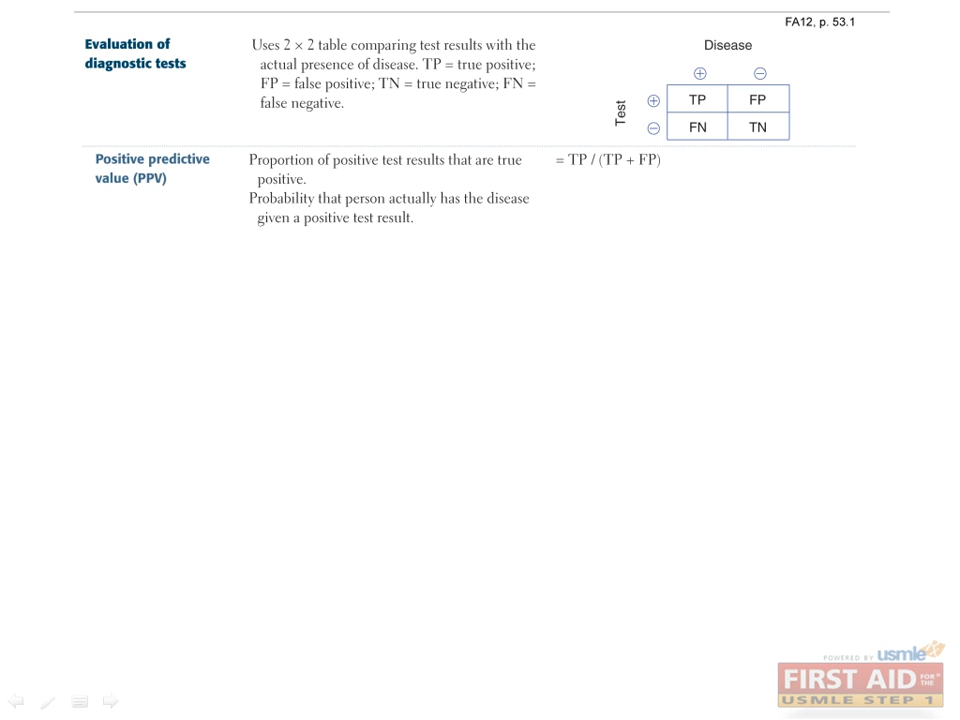 FA12, p. 53.1
Evaluation of
diagnostic tests
Uses 2 × 2 table comparing test results with the
actual presence of disease. TP = true positive;
FP = false positive; TN = true negative; FN =
false negative.
Disease
⊕ ⊖
Test
⊕ TP FP
⊖ FN TN
Positive predictive
value (PPV)
Proportion of positive test results that are true
positive.
Probability that person actually has the disease
given a positive test result.
= TP / (TP + FP)
POWERED BY usmle
FIRST AID FOR THE
USMLE STEP 1